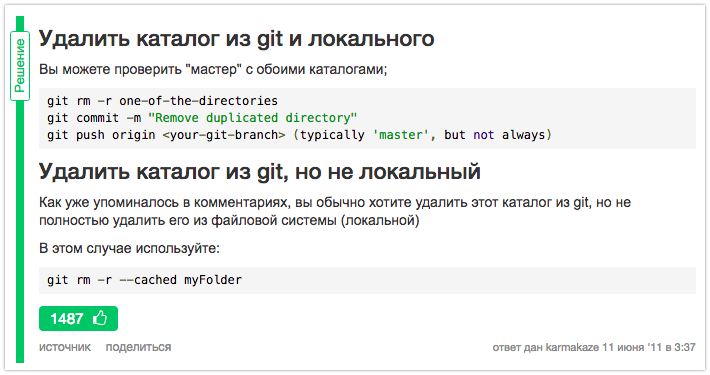 Решение
Удалить каталог из git и локального
Вы можете проверить "мастер" с обоими каталогами;
git rm -r one-of-the-directories
git commit -m "Remove duplicated directory"
git push origin <your-git-branch> (typically 'master', but not always)
Удалить каталог из git, но не локальный
Как уже упоминалось в комментариях, вы обычно хотите удалить этот каталог из git, но не
полностью удалить его из файловой системы (локальной)
В этом случае используйте:
git rm -r --cached myFolder
1487
источник поделиться ответ дан karmakaze 11 июня '11 в 3:37